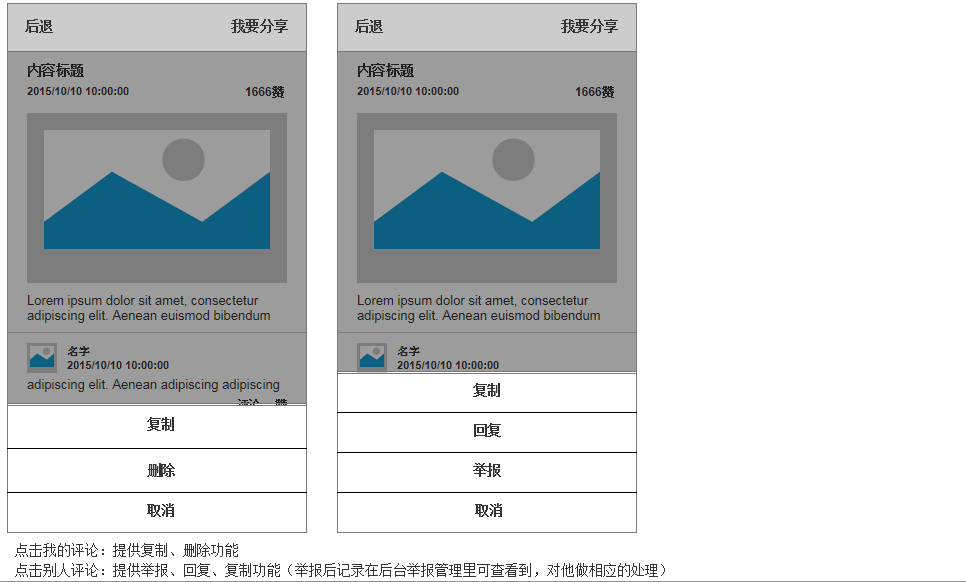 后退 我要分享
内容标题
2015/10/10 10:00:00 1666赞
Lorem ipsum dolor sit amet, consectetur
adipiscing elit. Aenean euismod bibendum
名字
2015/10/10 10:00:00
adipiscing elit. Aenean adipiscing adipiscing
评论 赞
复制
删除
取消
后退 我要分享
内容标题
2015/10/10 10:00:00 1666赞
Lorem ipsum dolor sit amet, consectetur
adipiscing elit. Aenean euismod bibendum
名字
2015/10/10 10:00:00
复制
回复
举报
取消
点击我的评论：提供复制、删除功能
点击别人评论：提供举报、回复、复制功能（举报后记录在后台举报管理里可查看到，对他做相应的处理）